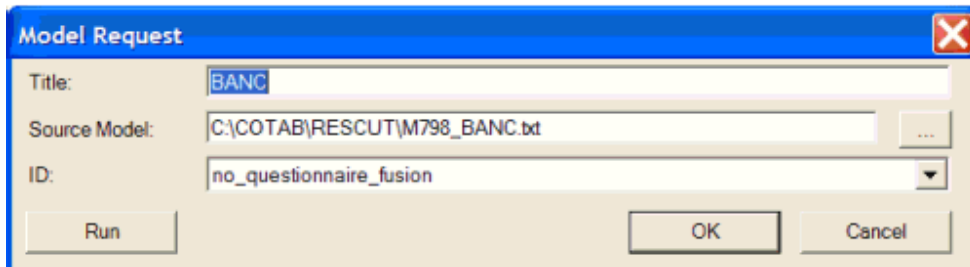 Model Request
Title: BANC
Source Model: C:\COTAB\RESCUT\M798_BANC.txt ...
ID: no_questionnaire_fusion
Run OK Cancel